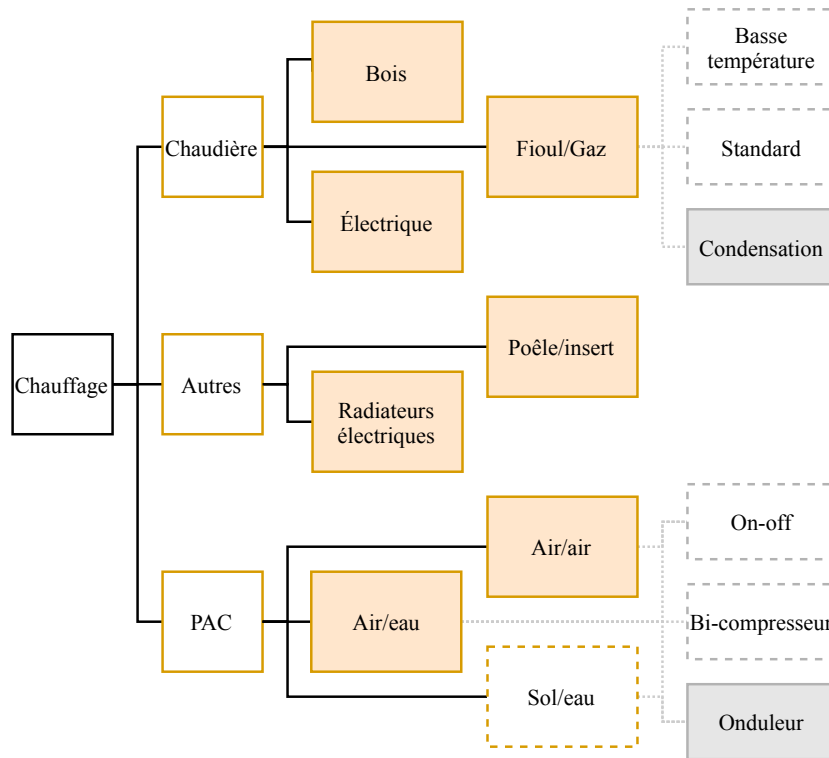 Basse
température
Bois
Chaudière
Fioul/Gaz
Standard
Électrique
Condensation
Poêle/insert
Chauffage
Autres
Radiateurs
électriques
On-off
Air/air
PAC
Air/eau
Bi-compresseur
Sol/eau
Onduleur